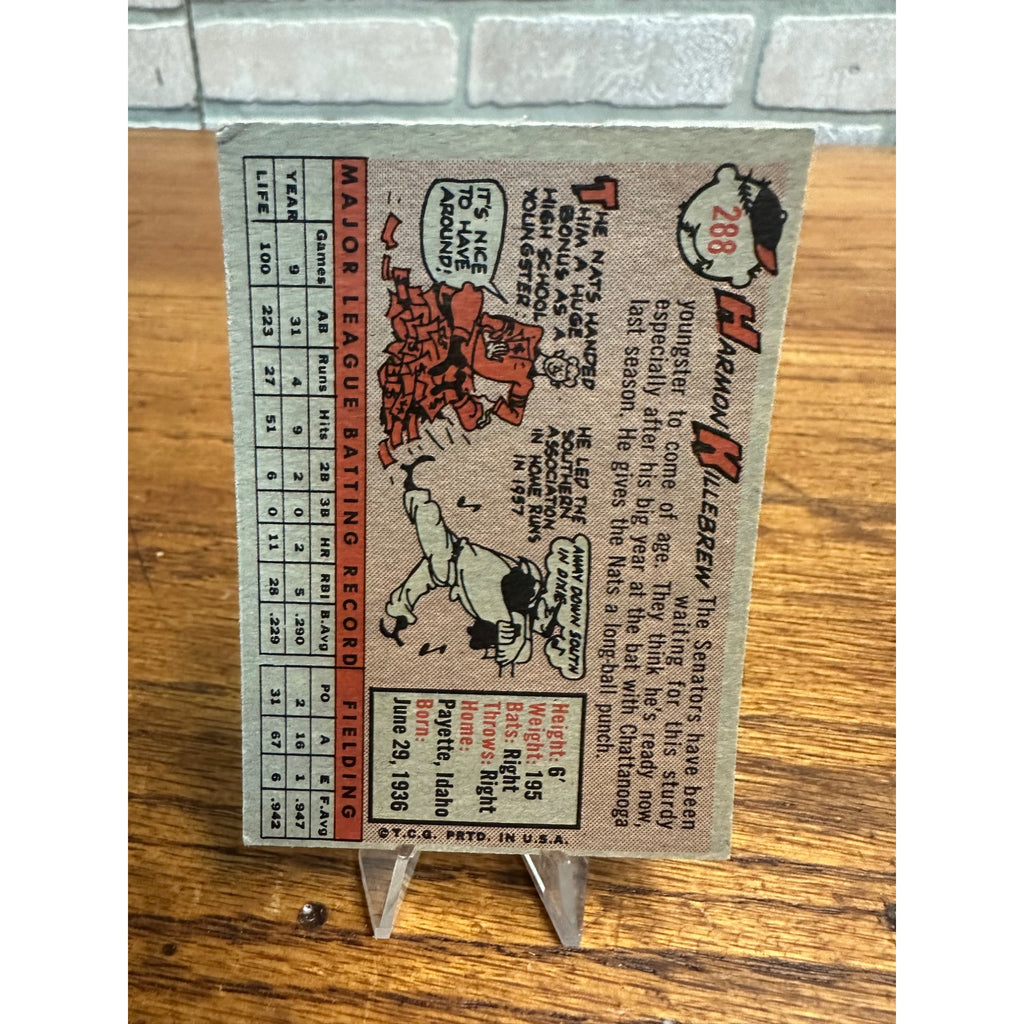 288
HARMON KILLEBREW The Senators have been
waiting for this sturdy
youngster to come of age. They think he's ready now,
especially after his big year at the bat with Chattanooga
last season. He gives the Nats a long-ball punch.
THE NATS HANDED
HIM A HUGE
BONUS AS A
HIGH SCHOOL
YOUNGSTER.
IT'S NICE
TO HAVE
AROUND!
HE LED THE
SOUTHERN
ASSOCIATION
IN HOME RUNS
IN 1957
AWAY DOWN SOUTH
IN DIXIE
Height: 6'
Weight: 195
Bats: Right
Throws: Right
Home:
Payette, Idaho
Born:
June 29, 1936
©T.C.G. PRTD. IN U.S.A.
MAJOR LEAGUE BATTING RECORD FIELDING
Games AB Runs Hits 2B 3B HR RBI B.Avg PO A E F.Avg
YEAR 9 31 4 9 2 0 2 5 .290 2 16 1 .947
LIFE 100 223 27 51 6 0 11 28 .229 31 67 6 .942